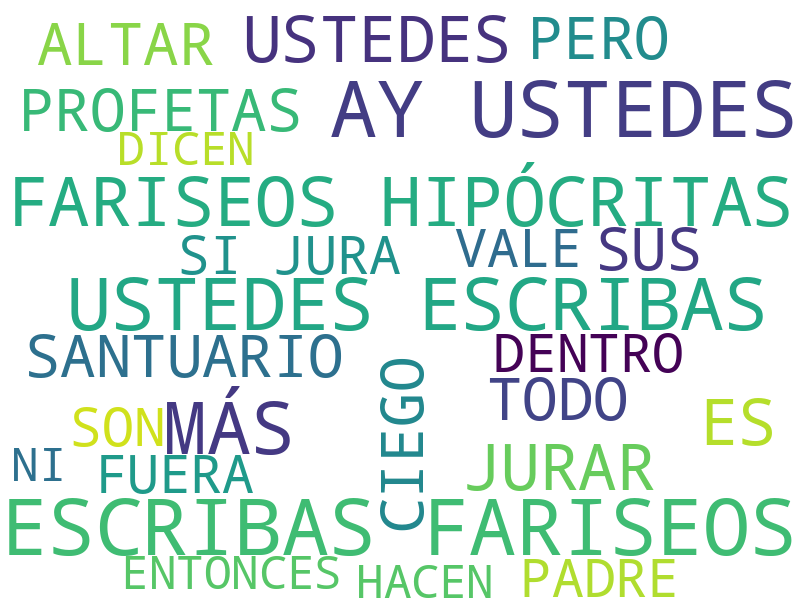 ALTAR USTEDES PERO
PROFETAS AY USTEDES
DICEN
FARISEOS HIPÓCRITAS
SI JURA VALE SUS
USTEDES ESCRIBAS
SANTUARIO DENTRO
CIEGO
TODO
SON MÁS ES
NI FUERA JURAR
ESCRIBAS FARISEOS
ENTONCES HACEN PADRE